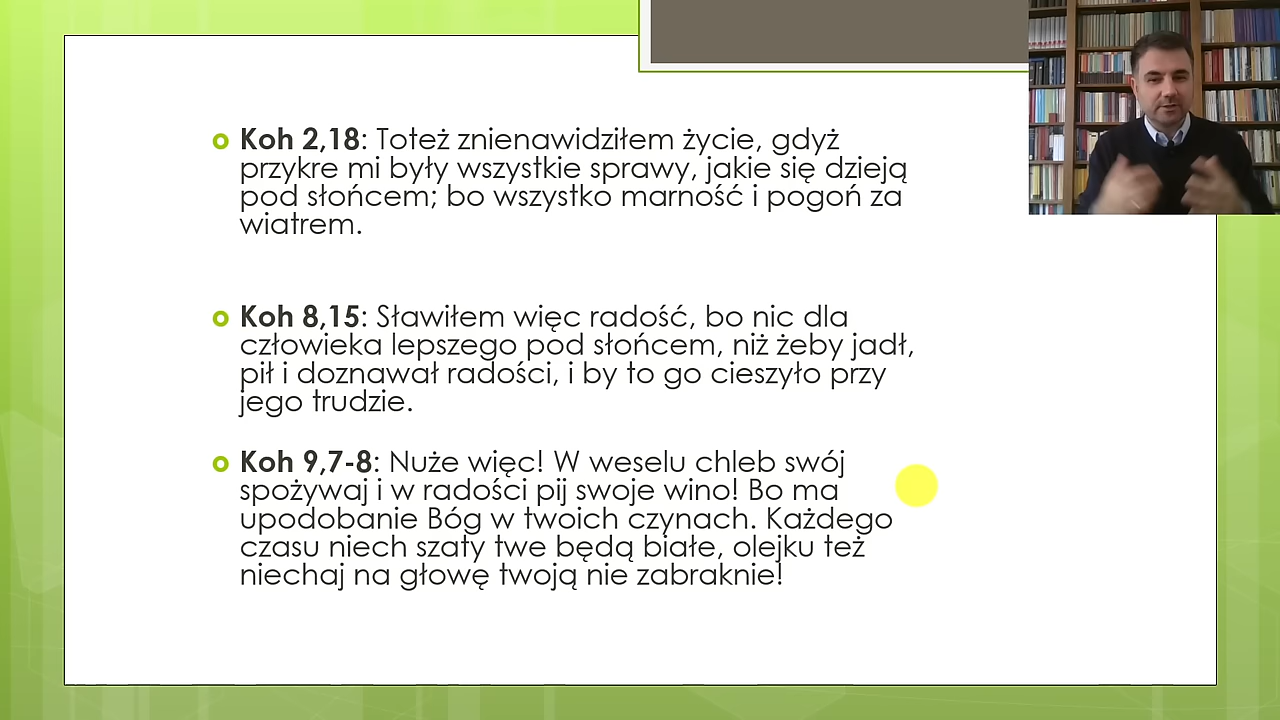 Koh 2,18: Toteż znienawidziłem życie, gdyż
przykre mi były wszystkie sprawy, jakie się dzieją
pod słońcem; bo wszystko marność i pogoń za
wiatrem.
Koh 8,15: Sławiłem więc radość, bo nic dla
człowieka lepszego pod słońcem, niż żeby jadł,
pił i doznawał radości, i by to go cieszyło przy
jego trudzie.
Koh 9,7-8: Nuże więc! W weselu chleb swój
spożywaj i w radości pij swoje wino! Bo ma
upodobanie Bóg w twoich czynach. Każdego
czasu niech szaty twe będą białe, olejku też
niechaj na głowę twoją nie zabraknie!